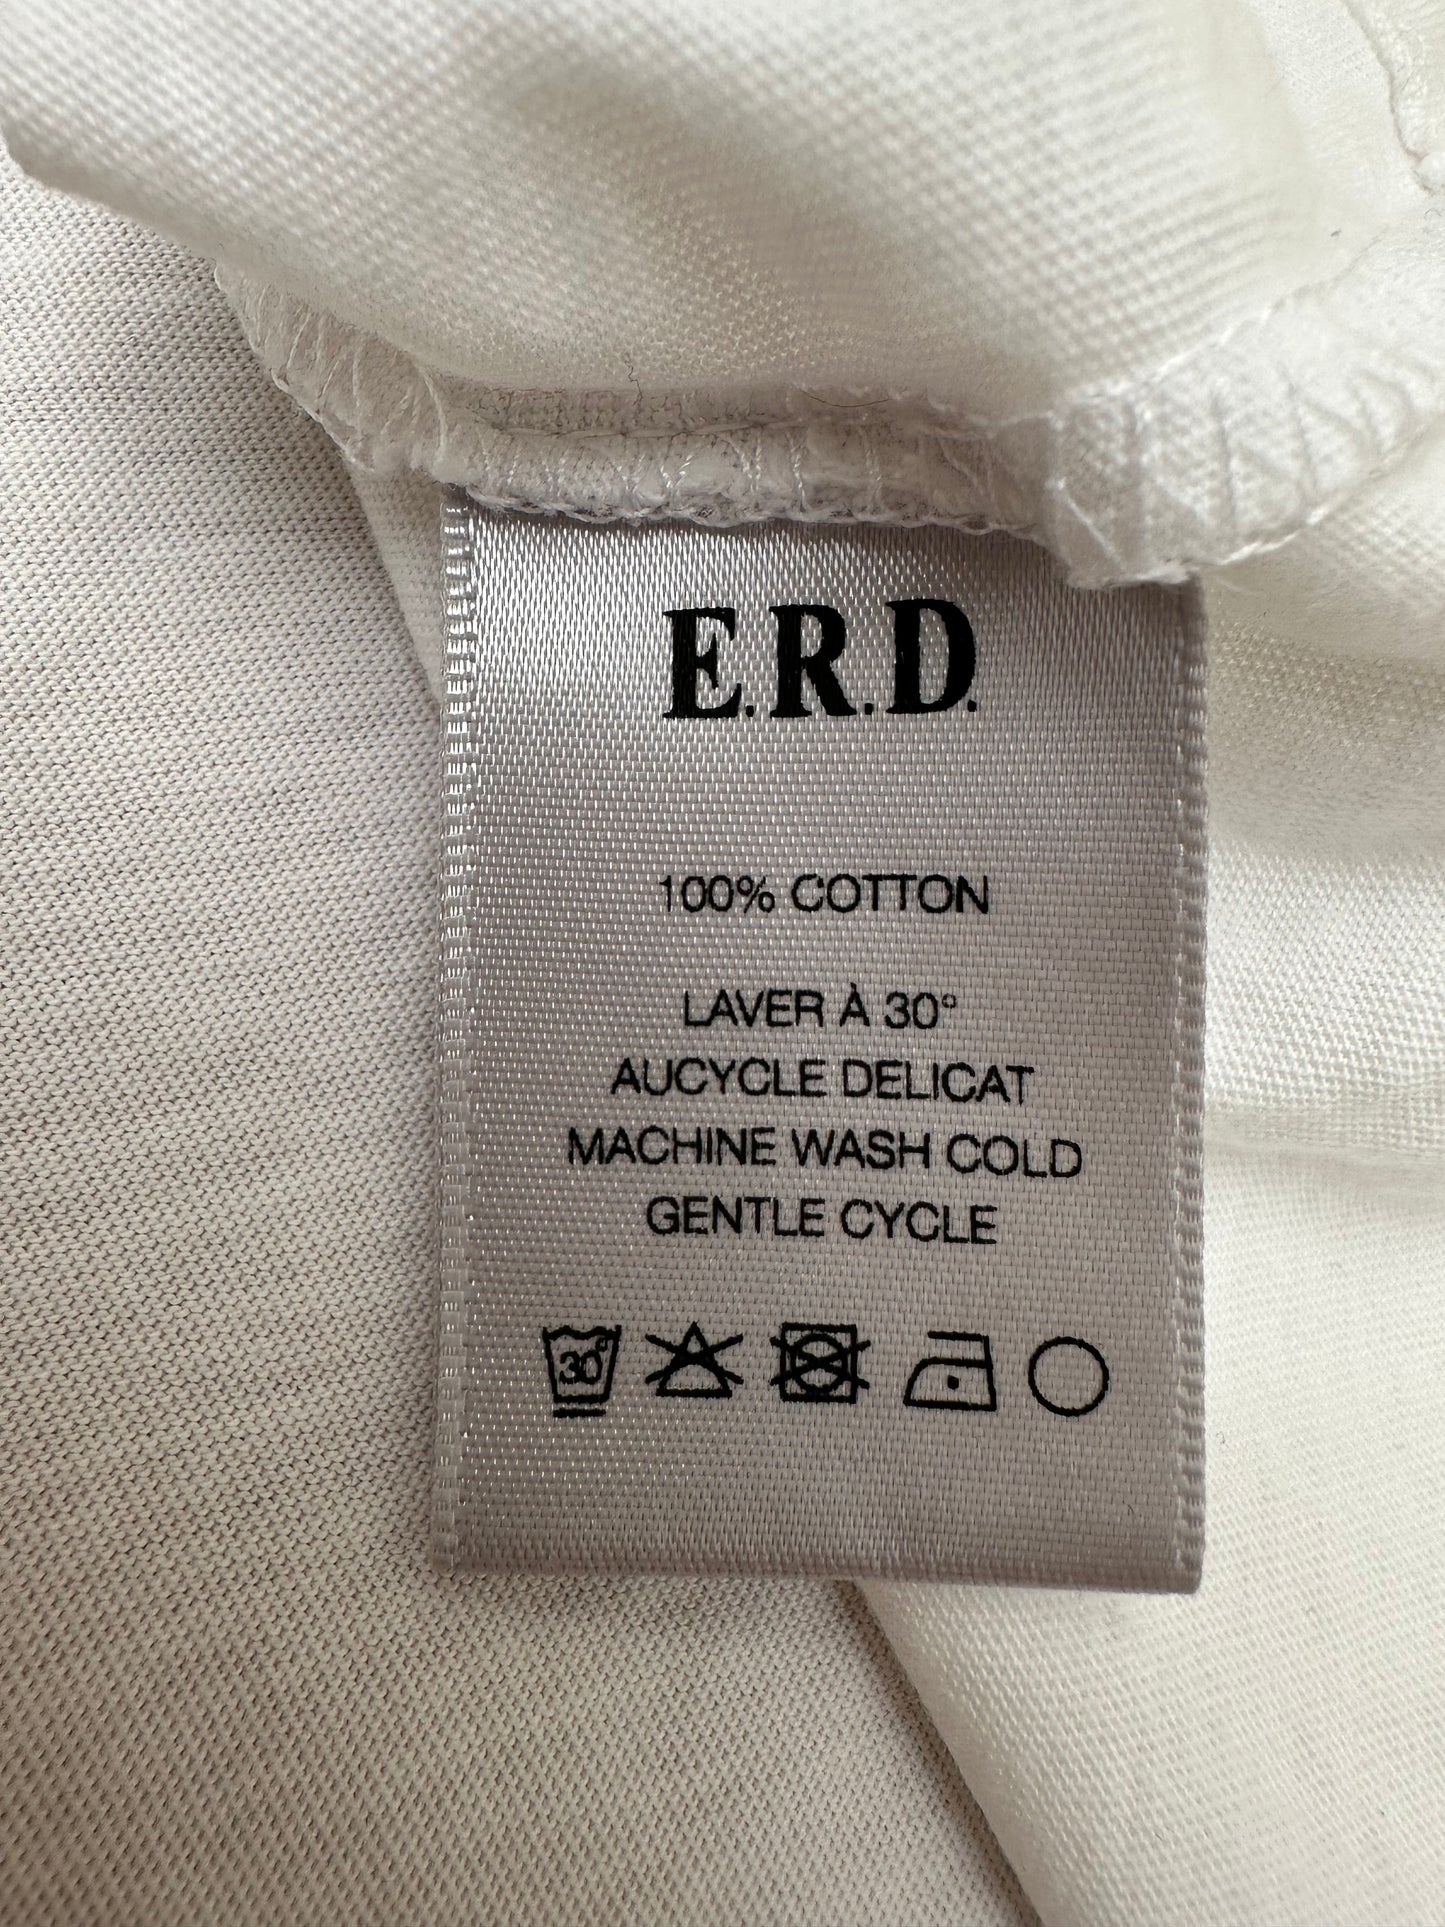 E.R.D.
100% COTTON
LAVER À 30°
AUCYCLE DELICAT
MACHINE WASH COLD
GENTLE CYCLE
30°